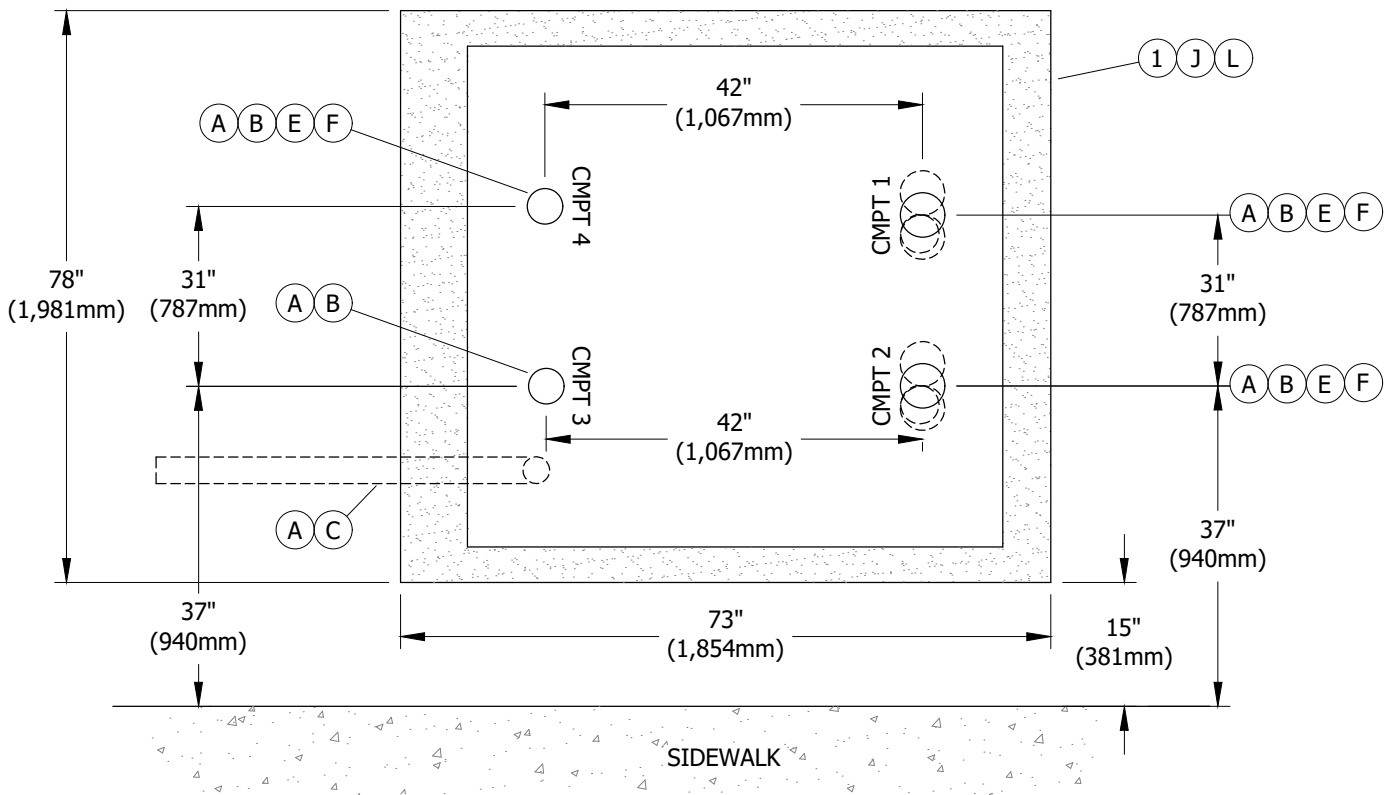 1 J L
42"
(1,067mm)
A B E F
CMPT 4
CMPT 1
A B E F
78"
(1,981mm)
31"
(787mm)
31"
(787mm)
A B
CMPT 3
CMPT 2
A B E F
42"
(1,067mm)
A C
37"
(940mm)
37"
(940mm)
73"
(1,854mm)
15"
(381mm)
SIDEWALK